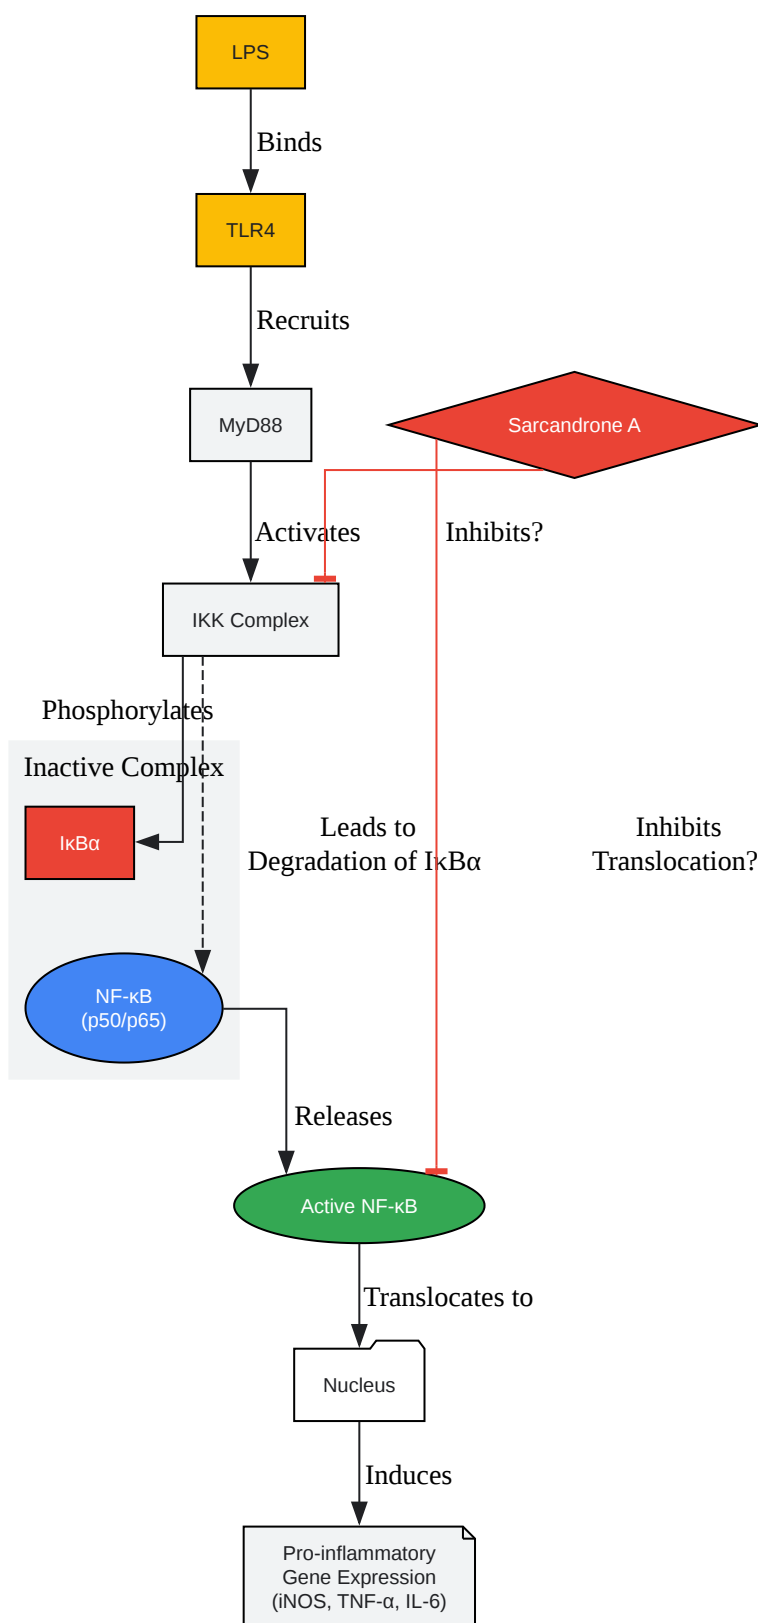 LPS
Binds
TLR4
Recruits
MyD88
Sarcandrone A
Activates
Inhibits?
IKK Complex
Phosphorylates
Inactive Complex
IκBα
Leads to
Degradation of IκBα
Inhibits
Translocation?
NF-κB
(p50/p65)
Releases
Active NF-κB
Translocates to
Nucleus
Induces
Pro-inflammatory
Gene Expression
(iNOS, TNF-α, IL-6)